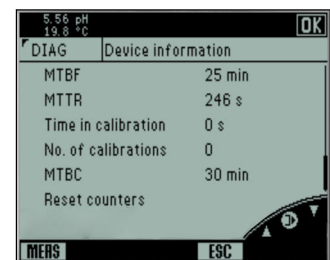 5.56 pH
19.8 °C OK
DIAG Device information
MTBF 25 min
MTTR 246 s
Time in calibration 0 s
No. of calibrations 0
MTBC 30 min
Reset counters
MEAS ESC